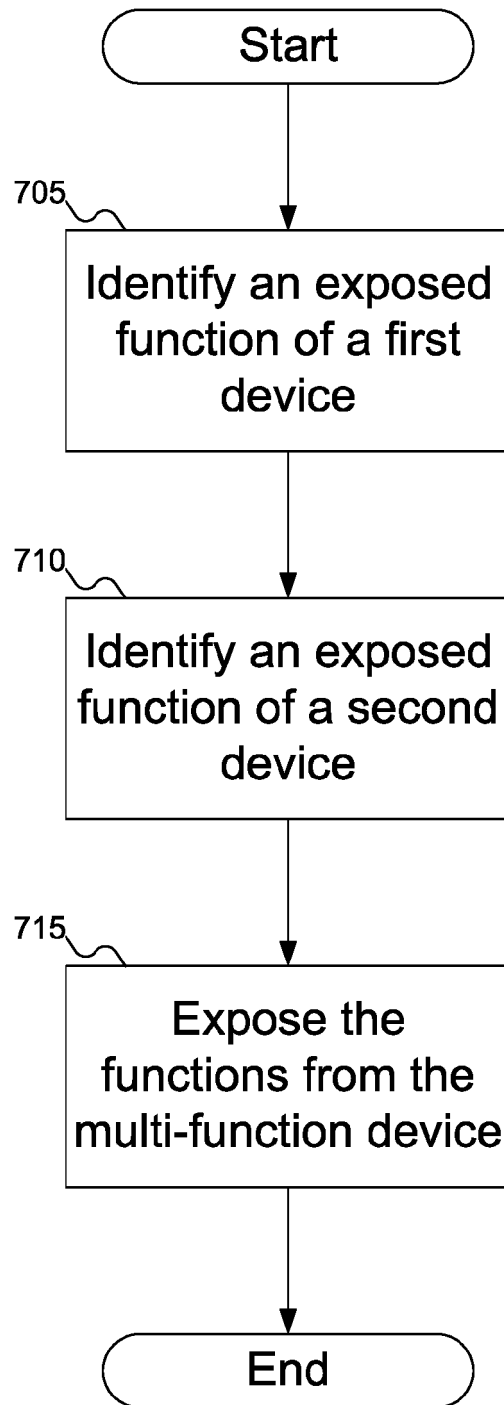 Start
705
Identify an exposed
function of a first
device
710
Identify an exposed
function of a second
device
715
Expose the
functions from the
multi-function device
End